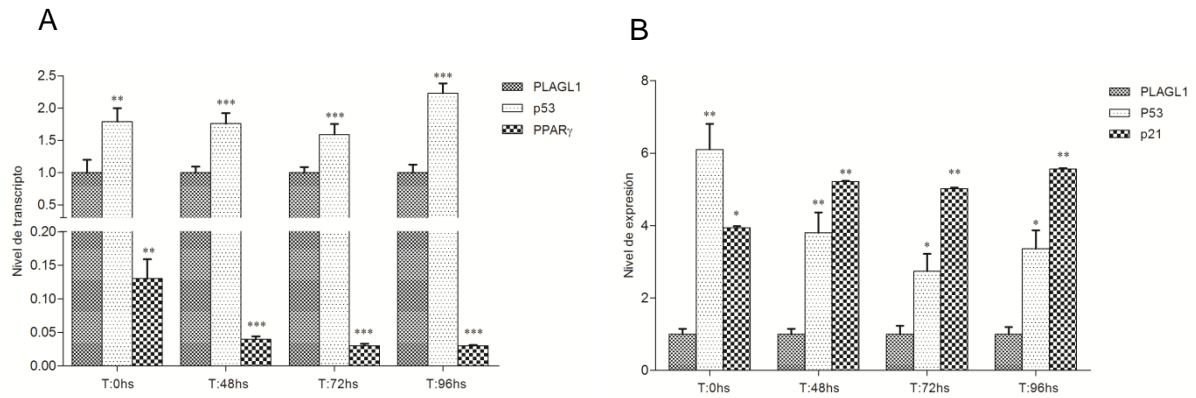 A
Nivel de transcripto
2.5
2.0
1.5
1.0
0.5
0.20
0.15
0.10
0.05
0.00
** *** *** ***
** *** *** ***
T:0hs T:48hs T:72hs T:96hs
PLAGL1
p53
PPARγ
B
Nivel de expresión
8
6
4
2
0
** * ** ** * ** * **
T:0hs T:48hs T:72hs T:96hs
PLAGL1
P53
p21